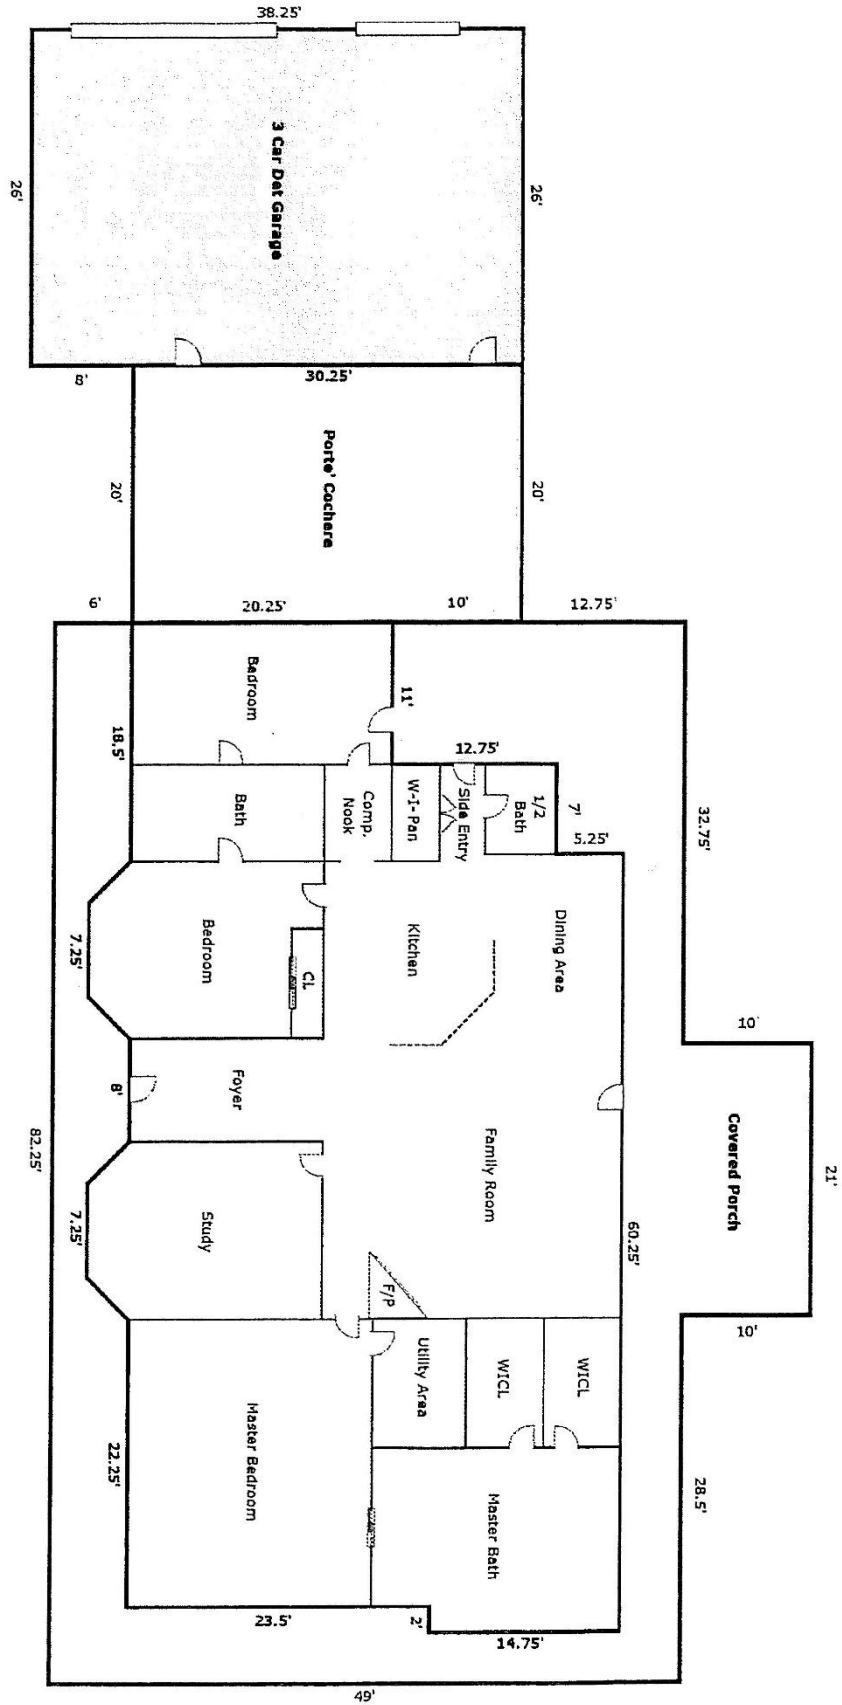 38.25'
3 Car Det Garage
26'
26'
8'
30.25'
Porte' Cochere
20'
20'
6'
20.25'
10'
12.75'
Bedroom
11'
18.5'
12.75'
Bath
Comp.
Nook
W-I-Pan
Side Entry
1/2
Bath
7'
5.25'
32.75'
7.25'
Bedroom
CL
Kitchen
Dining Area
10'
8'
Foyer
82.25'
Family Room
Covered Porch
21'
7.25'
Study
F/P
60.25'
10'
Utility Area
WICL
WICL
22.25'
Master Bedroom
Master Bath
28.5'
23.5'
2'
14.75'
49'